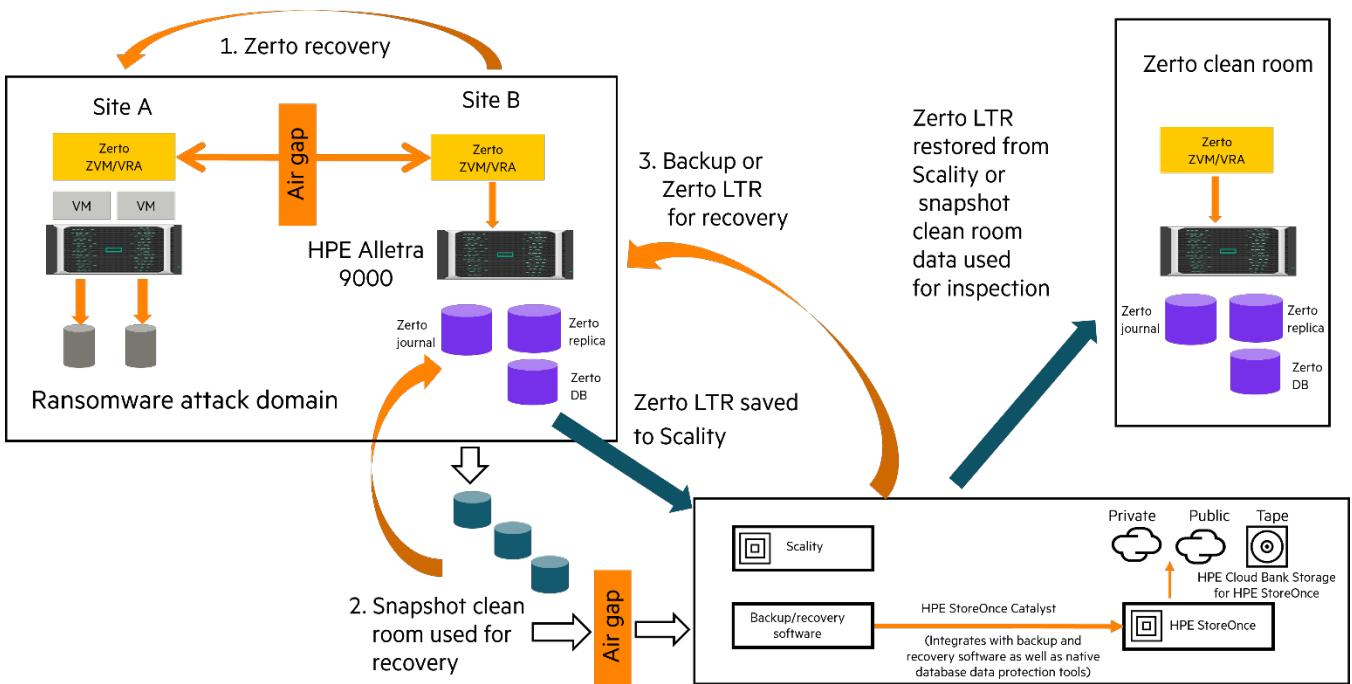 1. Zerto recovery
Site A
Site B
Zerto
ZVM/VRA
Air gap
Zerto
ZVM/VRA
VM
VM
HPE Alletra
9000
Zerto
journal
Zerto
replica
Zerto
DB
Ransomware attack domain
3. Backup or
Zerto LTR
for recovery
Zerto LTR
restored from
Scality or
snapshot
clean room
data used
for inspection
Zerto clean room
Zerto
ZVM/VRA
Zerto
journal
Zerto
replica
Zerto
DB
Zerto LTR saved
to Scality
2. Snapshot clean
room used for
recovery
Air gap
Scality
Backup/recovery
software
HPE StoreOnce Catalyst
(Integrates with backup and
recovery software as well as native
database data protection tools)
Private
Public
Tape
HPE Cloud Bank Storage
for HPE StoreOnce
HPE StoreOnce